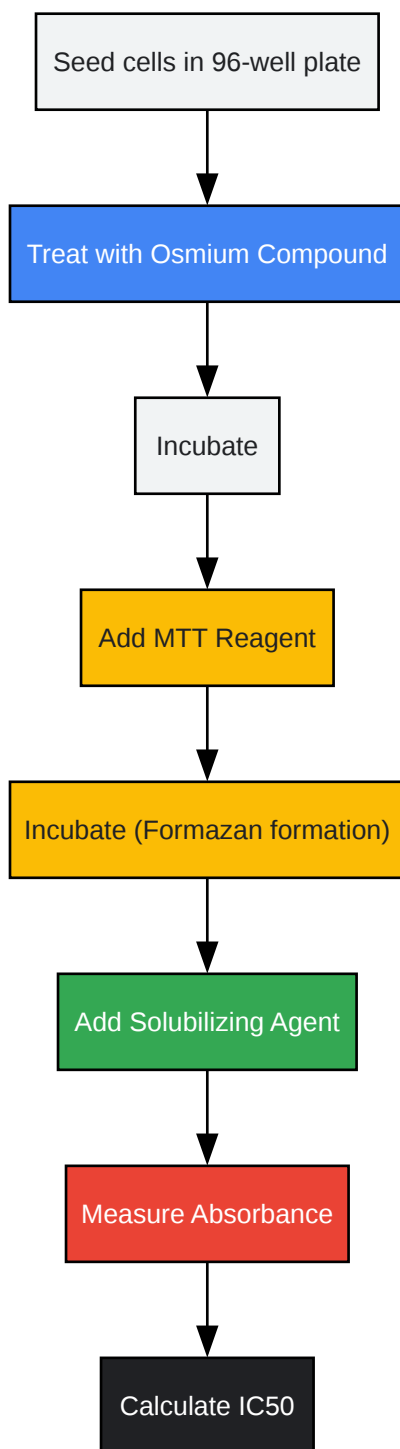 Seed cells in 96-well plate
Treat with Osmium Compound
Incubate
Add MTT Reagent
Incubate (Formazan formation)
Add Solubilizing Agent
Measure Absorbance
Calculate IC50